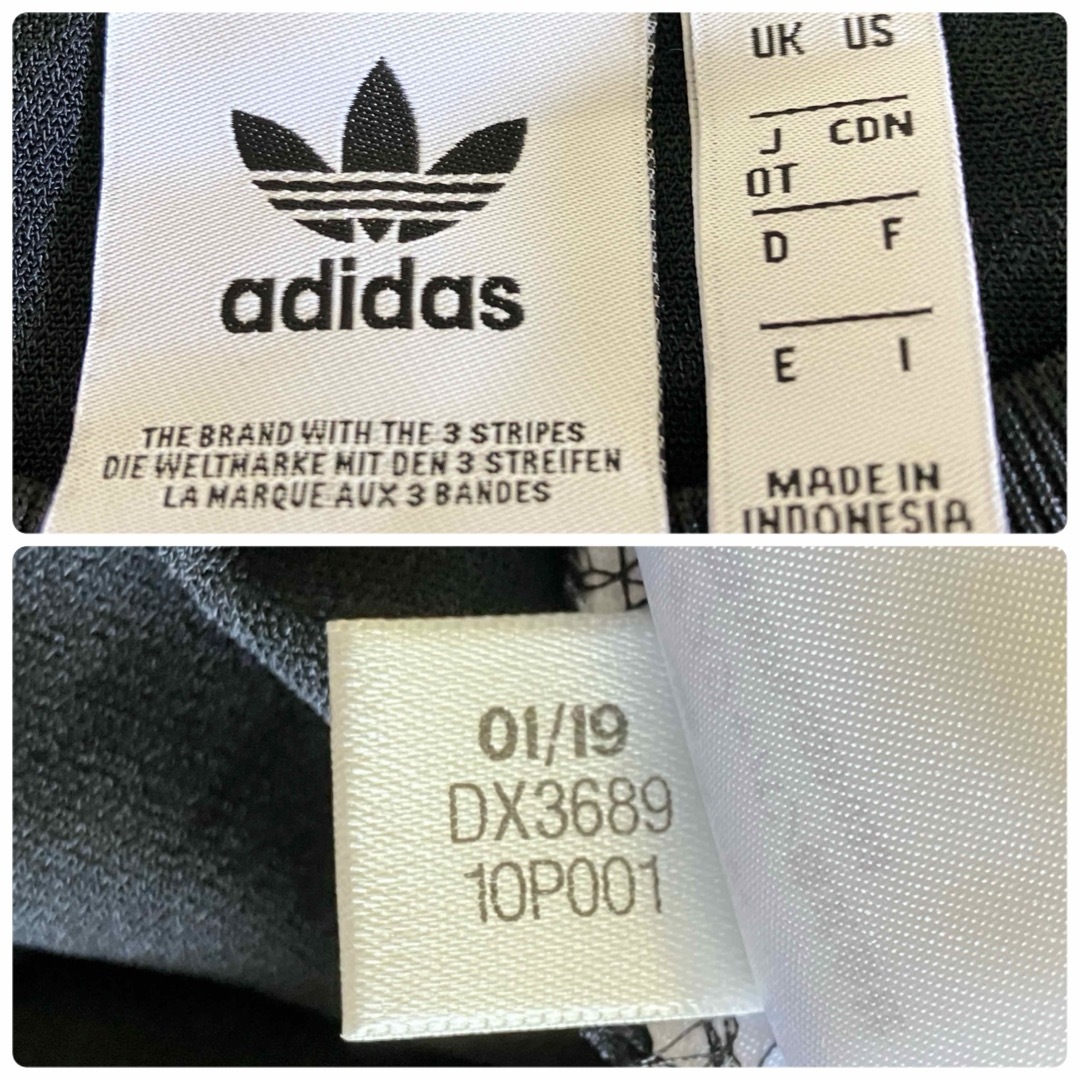 adidas
THE BRAND WITH THE 3 STRIPES
DIE WELTMARKE MIT DEN 3 STREIFEN
LA MARQUE AUX 3 BANDES
UK US
J CDN
OT
D F
E I
MADE IN
INDONESIA
01/19
DX3689
10P001